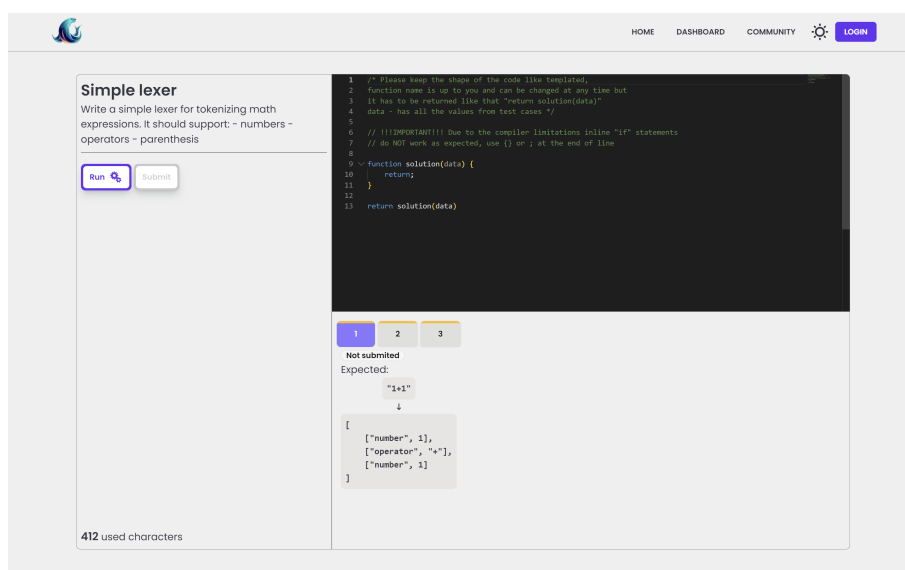 HOME DASHBOARD COMMUNITY LOGIN
Simple lexer
Write a simple lexer for tokenizing math
expressions. It should support: - numbers -
operators - parenthesis
Run Submit
412 used characters
1 /* Please keep the shape of the code like templated,
2 function name is up to you and can be changed at any time but
3 it has to be returned like that "return solution(data)"
4 data - has all the values from test cases */
5
6 // !!!IMPORTANT!!! Due to the compiler limitations inline "if" statements
7 // do NOT work as expected, use {} or ; at the end of line
8
9 function solution(data) {
10 return;
11 }
12
13 return solution(data)
1 2 3
Not submited
Expected:
"1+1"
↓
[
["number", 1],
["operator", "+"],
["number", 1]
]